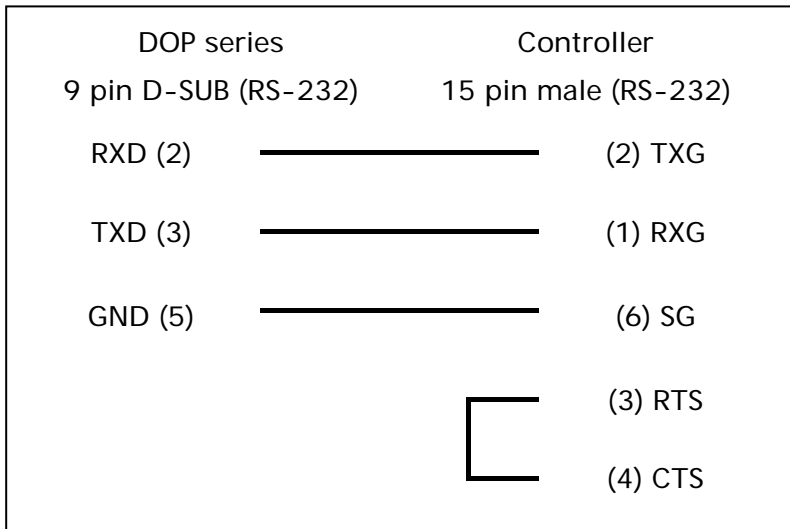 DOP series Controller
9 pin D-SUB (RS-232) 15 pin male (RS-232)
RXD (2) (2) TXG
TXD (3) (1) RXG
GND (5) (6) SG
(3) RTS
(4) CTS